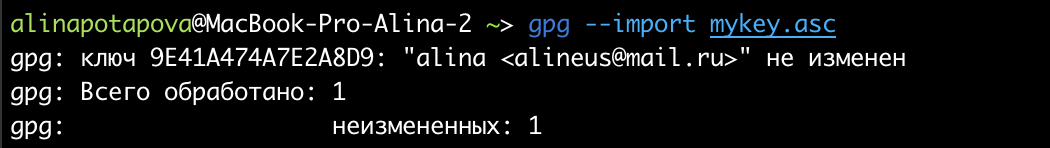 alinapotapova@MacBook-Pro-Alina-2 ~> gpg --import mykey.asc
gpg: ключ 9E41A474A7E2A8D9: "alina <alineus@mail.ru>" не изменен
gpg: Всего обработано: 1
gpg:                неизмененных: 1